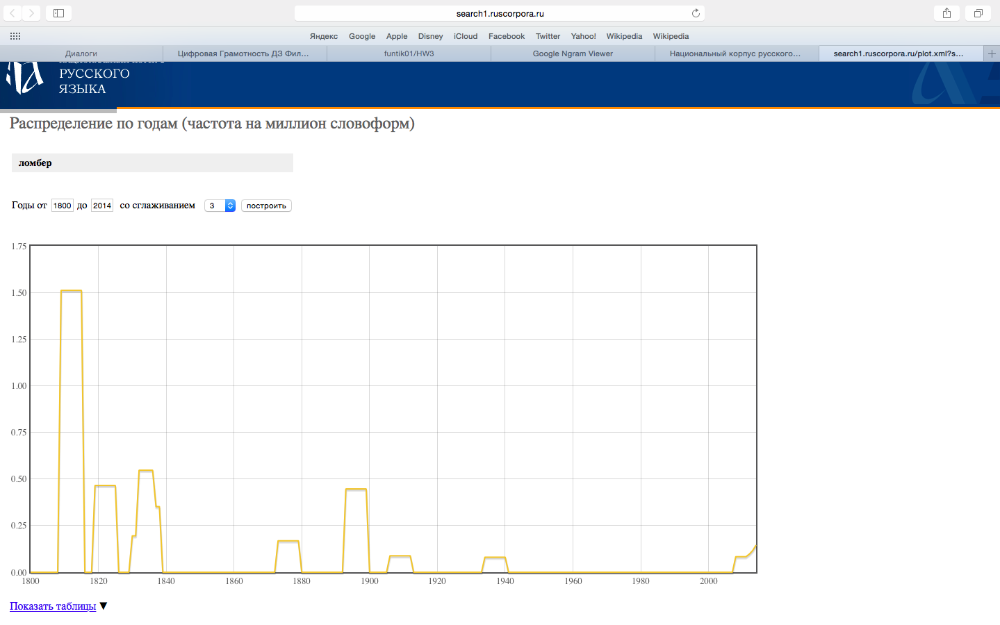 search1.ruscorpora.ru
Яндекс Google Apple Disney iCloud Facebook Twitter Yahoo! Wikipedia Wikipedia
Диалоги Цифровая Грамотность ДЗ Фил... funtik01/HW3 Google Ngram Viewer Национальный корпус русского... search1.ruscorpora.ru/plot.xml?s...
РУССКОГО
ЯЗЫКА
Распределение по годам (частота на миллион словоформ)
ломбер
Годы от 1800 до 2014 со сглаживанием 3 построить
1.75
1.50
1.25
1.00
0.75
0.50
0.25
0.00
1800 1820 1840 1860 1880 1900 1920 1940 1960 1980 2000
Показать таблицы ▼